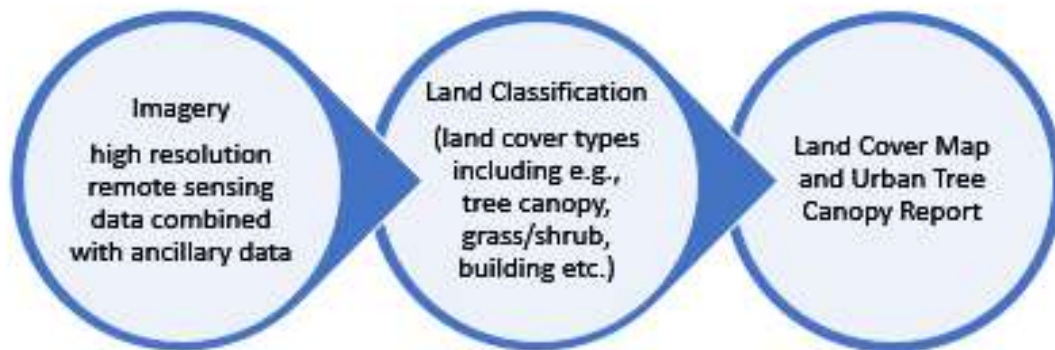 Imagery
high resolution
remote sensing
data combined
with ancillary data
Land Classification
(land cover types
including e.g.,
tree canopy,
grass/shrub,
building etc.)
Land Cover Map
and Urban Tree
Canopy Report